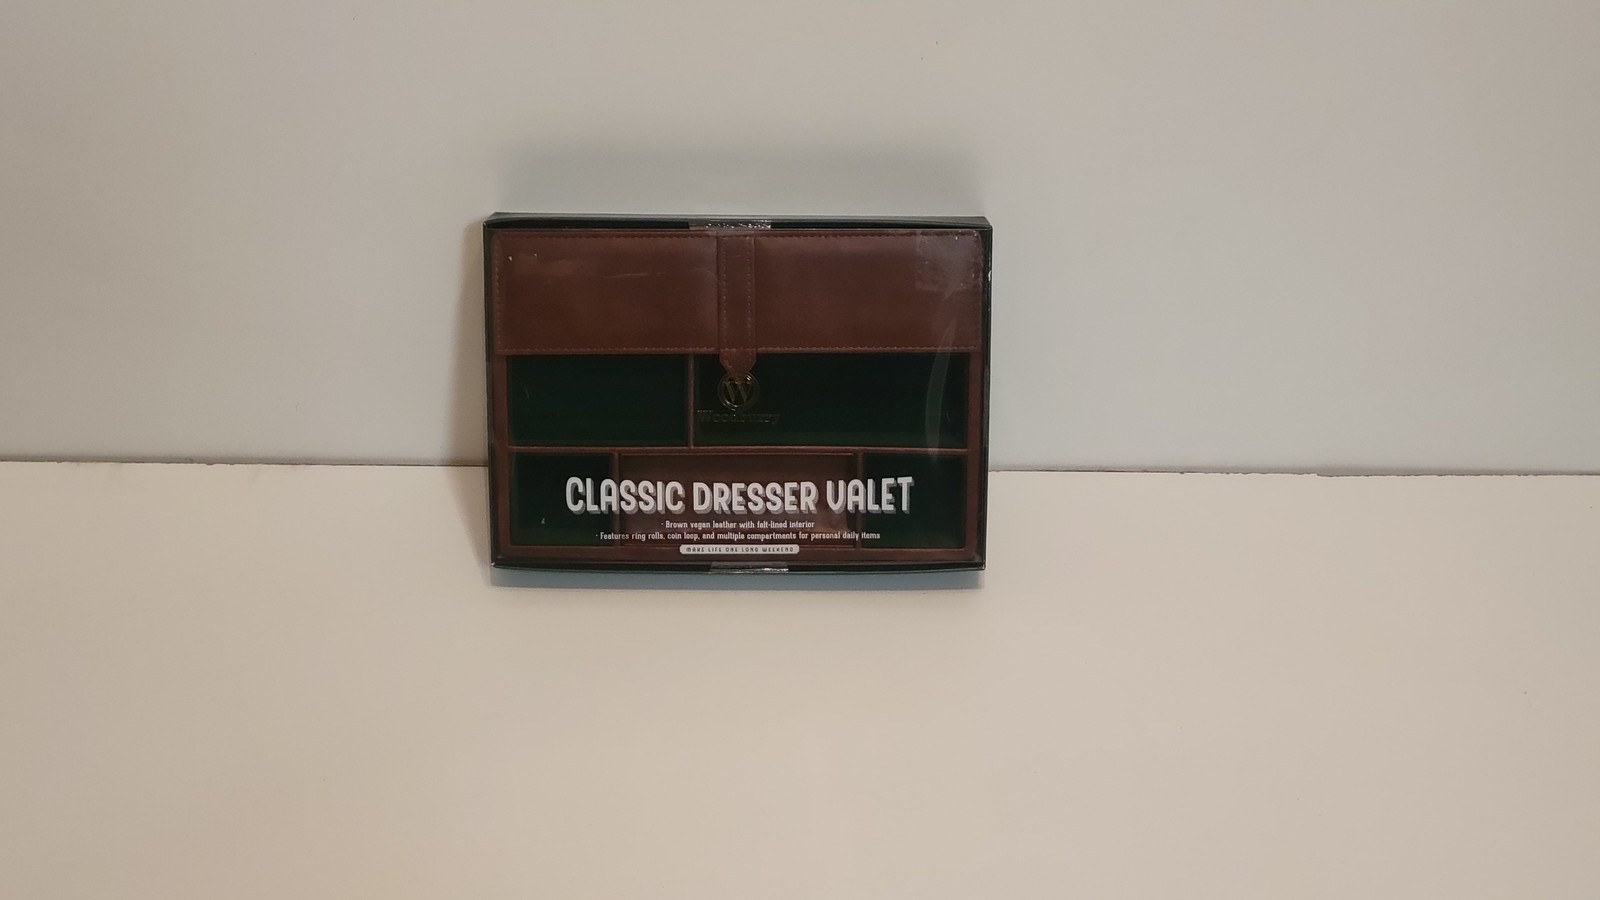 W
Woodbury
CLASSIC DRESSER VALET
· Brown vegan leather with felt-lined interior
· Features ring rolls, coin loop, and multiple compartments for personal daily items
MAKE LIFE ONE LONG WEEKEND